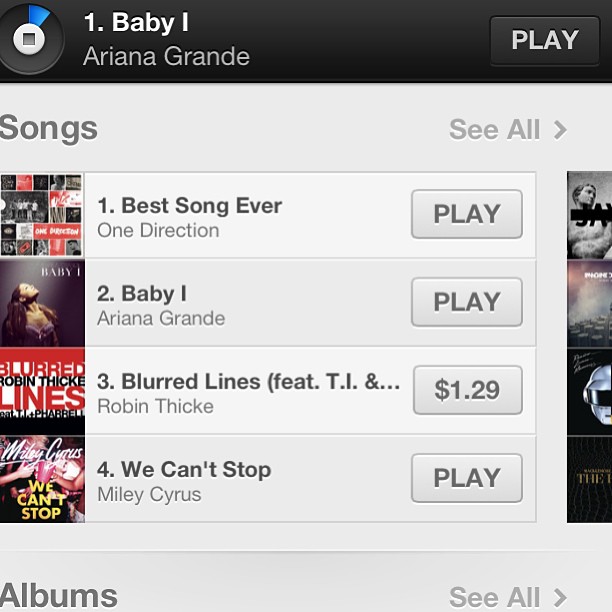 1. Baby I
Ariana Grande
PLAY
Songs
See All
1. Best Song Ever
One Direction
PLAY
ONE DIRECTION
2. Baby I
Ariana Grande
PLAY
BABY I
3. Blurred Lines (feat. T.I. &...
Robin Thicke
$1.29
BLURRED
ROBIN THICKE
LINES
feat. T.I. + PHARRELL
4. We Can't Stop
Miley Cyrus
PLAY
Miley Cyrus
WE
CAN'T
STOP
JAY
THE H
Albums
See All